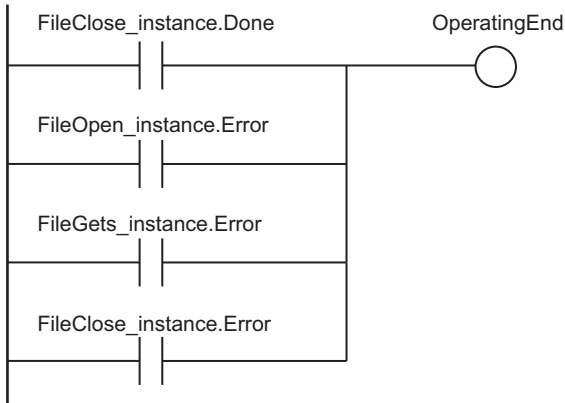 FileClose_instance.Done
OperatingEnd
FileOpen_instance.Error
FileGets_instance.Error
FileClose_instance.Error